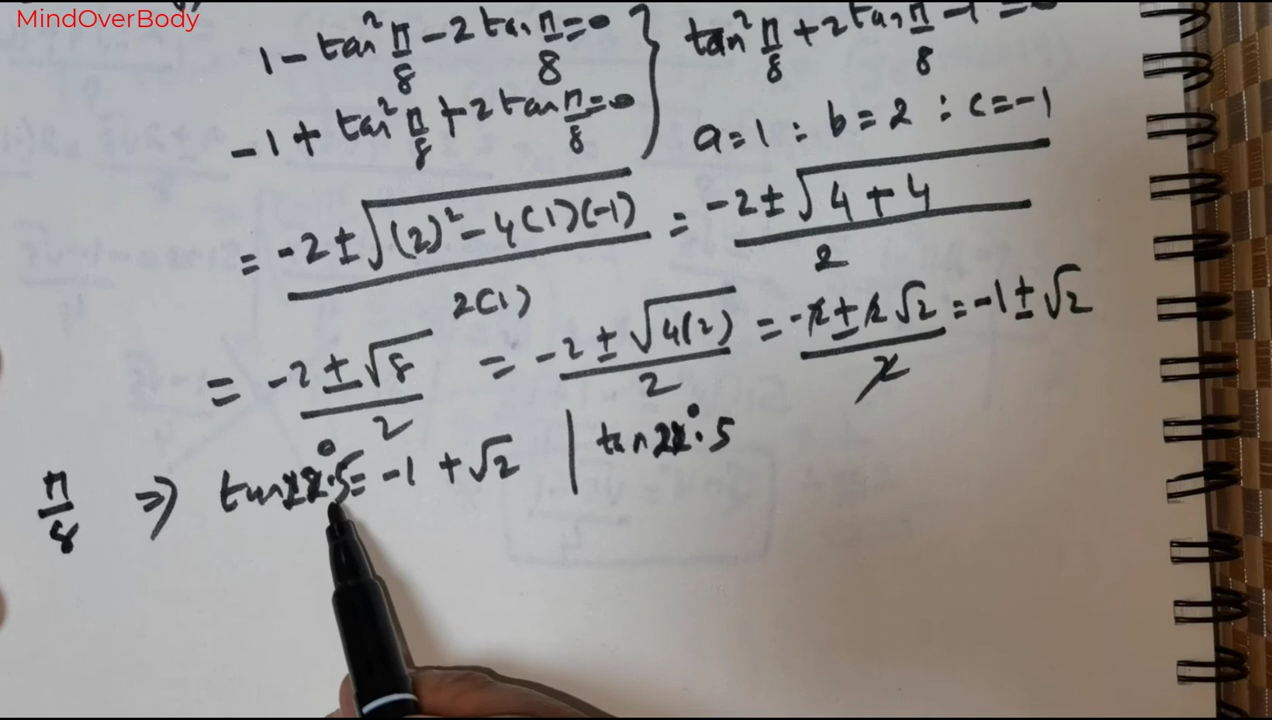 MindOverBody
1 - tan² π/8 - 2 tan π/8 = 0 } tan² π/8 + 2 tan π/8 - 1 = 0
-1 + tan² π/8 + 2 tan π/8 = 0
a = 1 : b = 2 : c = -1
= -2 ± √(2)² - 4(1)(-1) / 2(1) = -2 ± √4 + 4 / 2
= -2 ± √8 / 2 = -2 ± √4(2) / 2 = -2 ± 2√2 / 2 = -1 ± √2
π/8 ⇒ tan 22°.5 = -1 + √2 | tan 22°.5